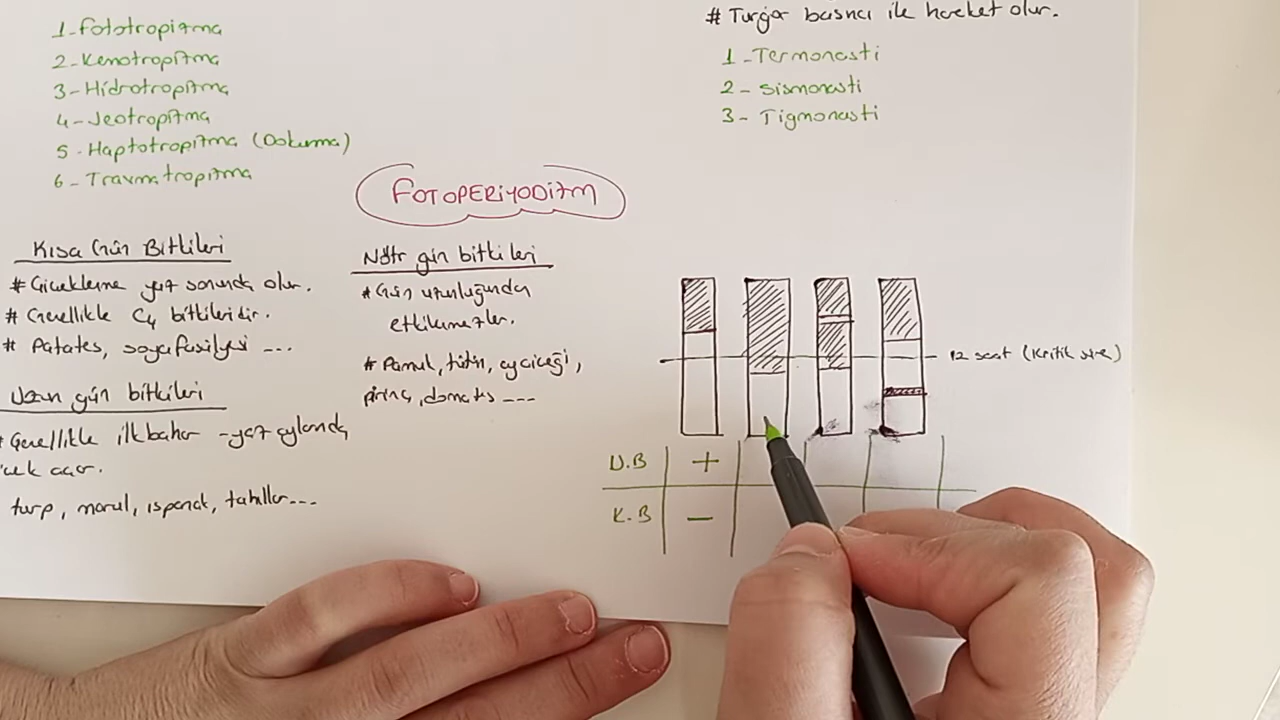 1-Fototropizma
2-Kemotropizma
3-Hidrotropizma
4-Jeotropizma
5-Haptotropizma (Dokunma)
6-Travmatropizma
# Turgor basıncı ile hareket olur.
1-Termonasti
2-Sismonasti
3-Tigmonasti
FOTOPERİYODİZM
Kısa Gün Bitkileri
# Çiçeklenme yaz sonunda olur.
# Genellikle C4 bitkileridir.
# Patates, soya fasülyesi ...
Uzun gün bitkileri
# Genellikle ilkbahar - yaz aylarında
açar.
turp, marul, ıspanak, tahıllar...
Nötr gün bitkileri
# Gün uzunluğundan
etkilenmezler.
# Pamuk, tütün, ayçiçeği,
pirinç, domates ---
12 saat (Kritik süre)
U.B +
K.B -